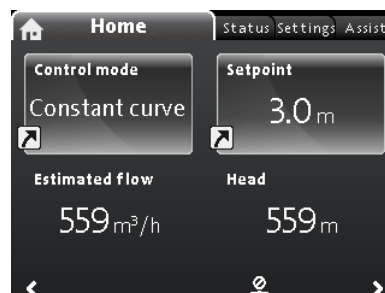 Home Status Settings Assist
Control mode Setpoint
Constant curve 3.0 m
Estimated flow Head
559 m³/h 559 m